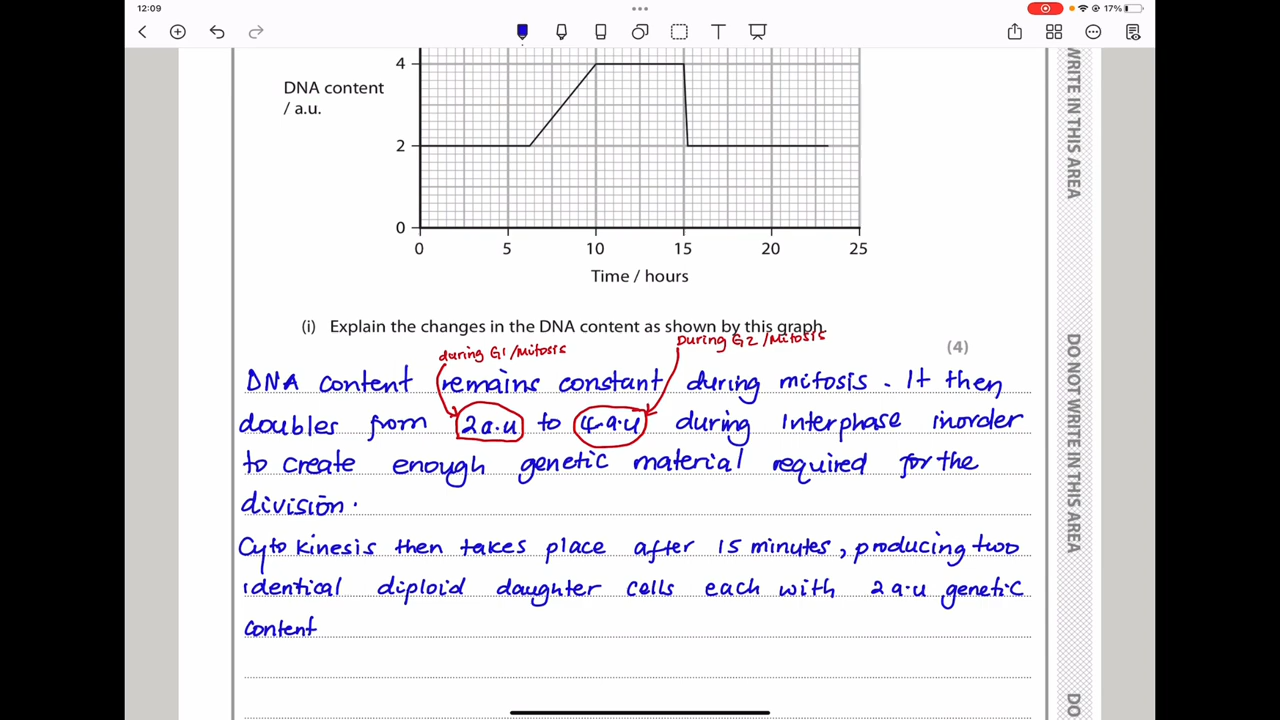 12:09
17%
4
DNA content
/ a.u.
2
0
0 5 10 15 20 25
Time / hours
WRITE IN THIS AREA
(i) Explain the changes in the DNA content as shown by this graph.
(4)
during G1/Mitosis
During G2/Mitosis
DNA content remains constant during mitosis. It then
doubles from 2a.u to 4.a.u during Interphase inorder
to create enough genetic material required for the
division.
Cytokinesis then takes place after 15 minutes, producing two
identical diploid daughter cells each with 2 a.u genetic
content
DO NOT WRITE IN THIS AREA
DO